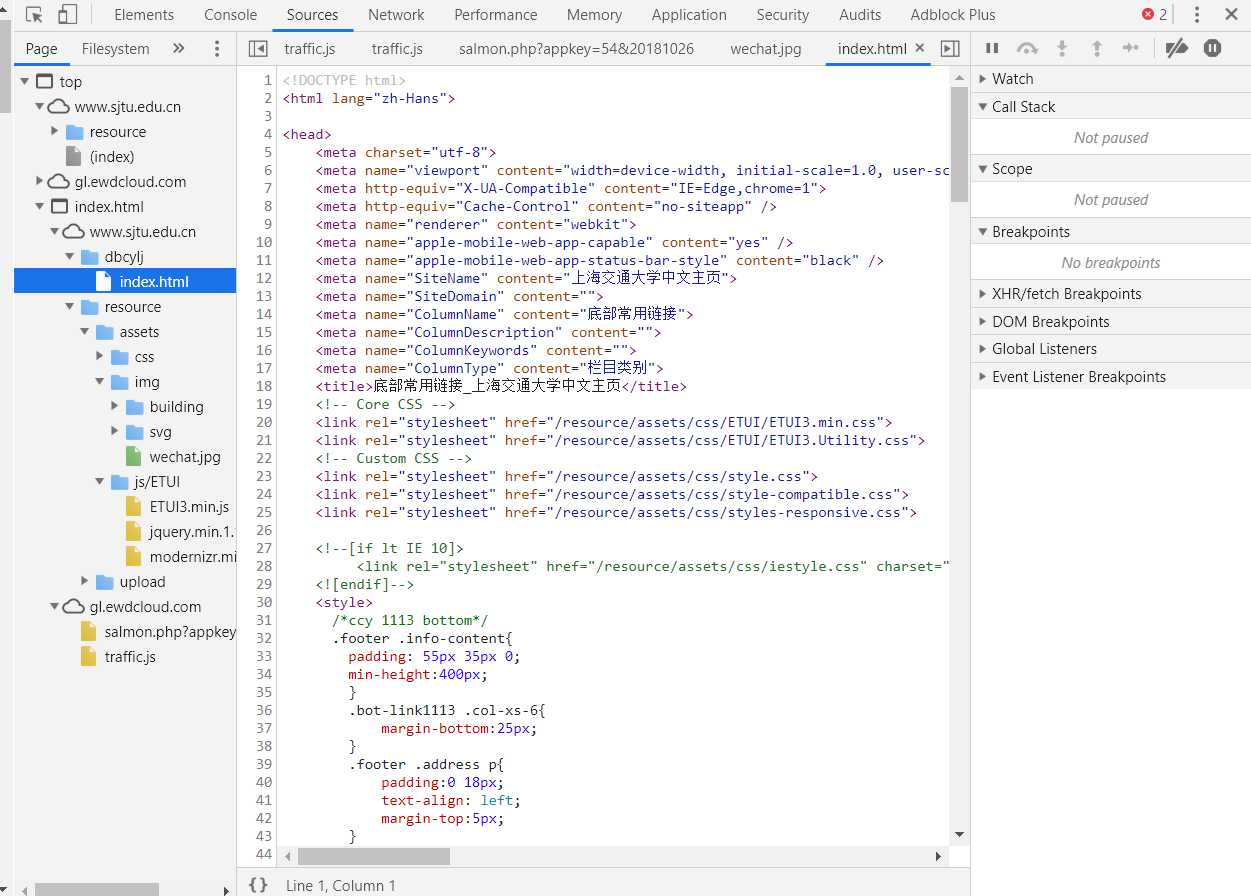 Elements Console Sources Network Performance Memory Application Security Audits Adblock Plus 2
Page Filesystem
traffic.js traffic.js salmon.php?appkey=54&20181026 wechat.jpg index.html
top
www.sjtu.edu.cn
resource
(index)
gl.ewdcloud.com
index.html
www.sjtu.edu.cn
dbcylj
index.html
resource
assets
css
img
building
svg
wechat.jpg
js/ETUI
ETUI3.min.js
jquery.min.1.
modernizr.mi
upload
gl.ewdcloud.com
salmon.php?appkey
traffic.js
1 <!DOCTYPE html>
2 <html lang="zh-Hans">
3
4 <head>
5 <meta charset="utf-8">
6 <meta name="viewport" content="width=device-width, initial-scale=1.0, user-sc
7 <meta http-equiv="X-UA-Compatible" content="IE=Edge,chrome=1">
8 <meta http-equiv="Cache-Control" content="no-siteapp" />
9 <meta name="renderer" content="webkit">
10 <meta name="apple-mobile-web-app-capable" content="yes" />
11 <meta name="apple-mobile-web-app-status-bar-style" content="black" />
12 <meta name="SiteName" content="上海交通大学中文主页">
13 <meta name="SiteDomain" content="">
14 <meta name="ColumnName" content="底部常用链接">
15 <meta name="ColumnDescription" content="">
16 <meta name="ColumnKeywords" content="">
17 <meta name="ColumnType" content="栏目类别">
18 <title>底部常用链接_上海交通大学中文主页</title>
19 <!-- Core CSS -->
20 <link rel="stylesheet" href="/resource/assets/css/ETUI/ETUI3.min.css">
21 <link rel="stylesheet" href="/resource/assets/css/ETUI/ETUI3.Utility.css">
22 <!-- Custom CSS -->
23 <link rel="stylesheet" href="/resource/assets/css/style.css">
24 <link rel="stylesheet" href="/resource/assets/css/style-compatible.css">
25 <link rel="stylesheet" href="/resource/assets/css/styles-responsive.css">
26
27 <!--[if lt IE 10]>
28 <link rel="stylesheet" href="/resource/assets/css/iestyle.css" charset="
29 <![endif]-->
30 <style>
31 /*ccy 1113 bottom*/
32 .footer .info-content{
33 padding: 55px 35px 0;
34 min-height:400px;
35 }
36 .bot-link1113 .col-xs-6{
37 margin-bottom:25px;
38 }
39 .footer .address p{
40 padding:0 18px;
41 text-align: left;
42 margin-top:5px;
43 }
44
{} Line 1, Column 1
Watch
Call Stack
Not paused
Scope
Not paused
Breakpoints
No breakpoints
XHR/fetch Breakpoints
DOM Breakpoints
Global Listeners
Event Listener Breakpoints